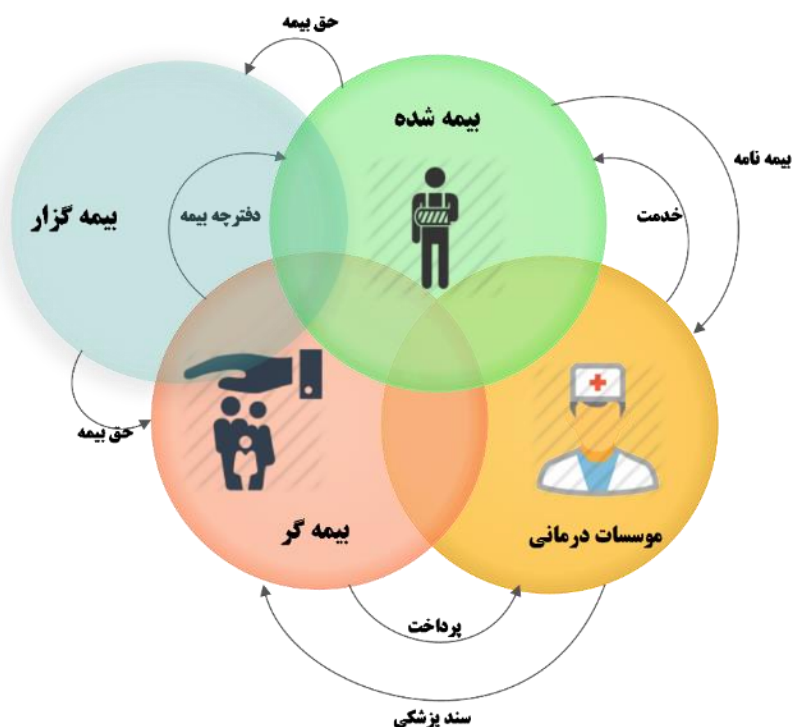 حق بیمه
بیمه شده
بیمه نامه
خدمت
دفترچه بیمه
بیمه گزار
حق بیمه
بیمه گر
موسسات درمانی
پرداخت
سند پزشکی